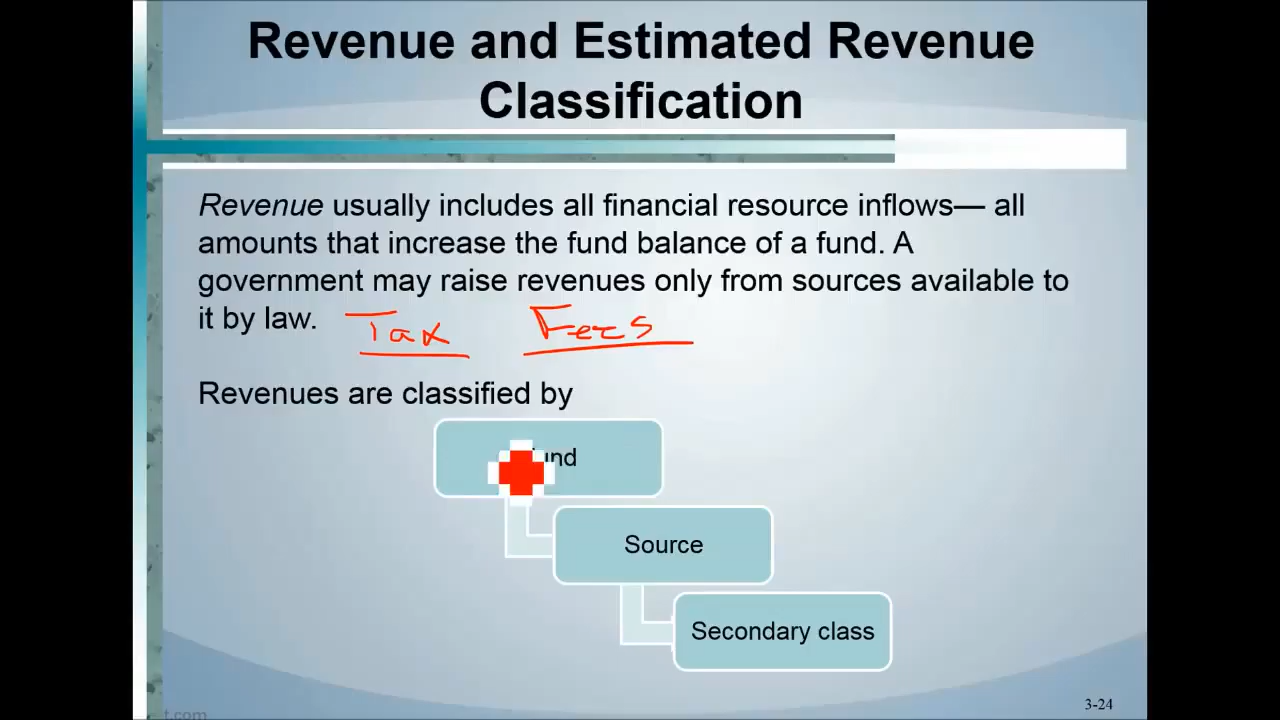 Revenue and Estimated Revenue
Classification
Revenue usually includes all financial resource inflows— all
amounts that increase the fund balance of a fund. A
government may raise revenues only from sources available to
it by law.
Tax Fees
Revenues are classified by
Source
Secondary class
3-24
t.com